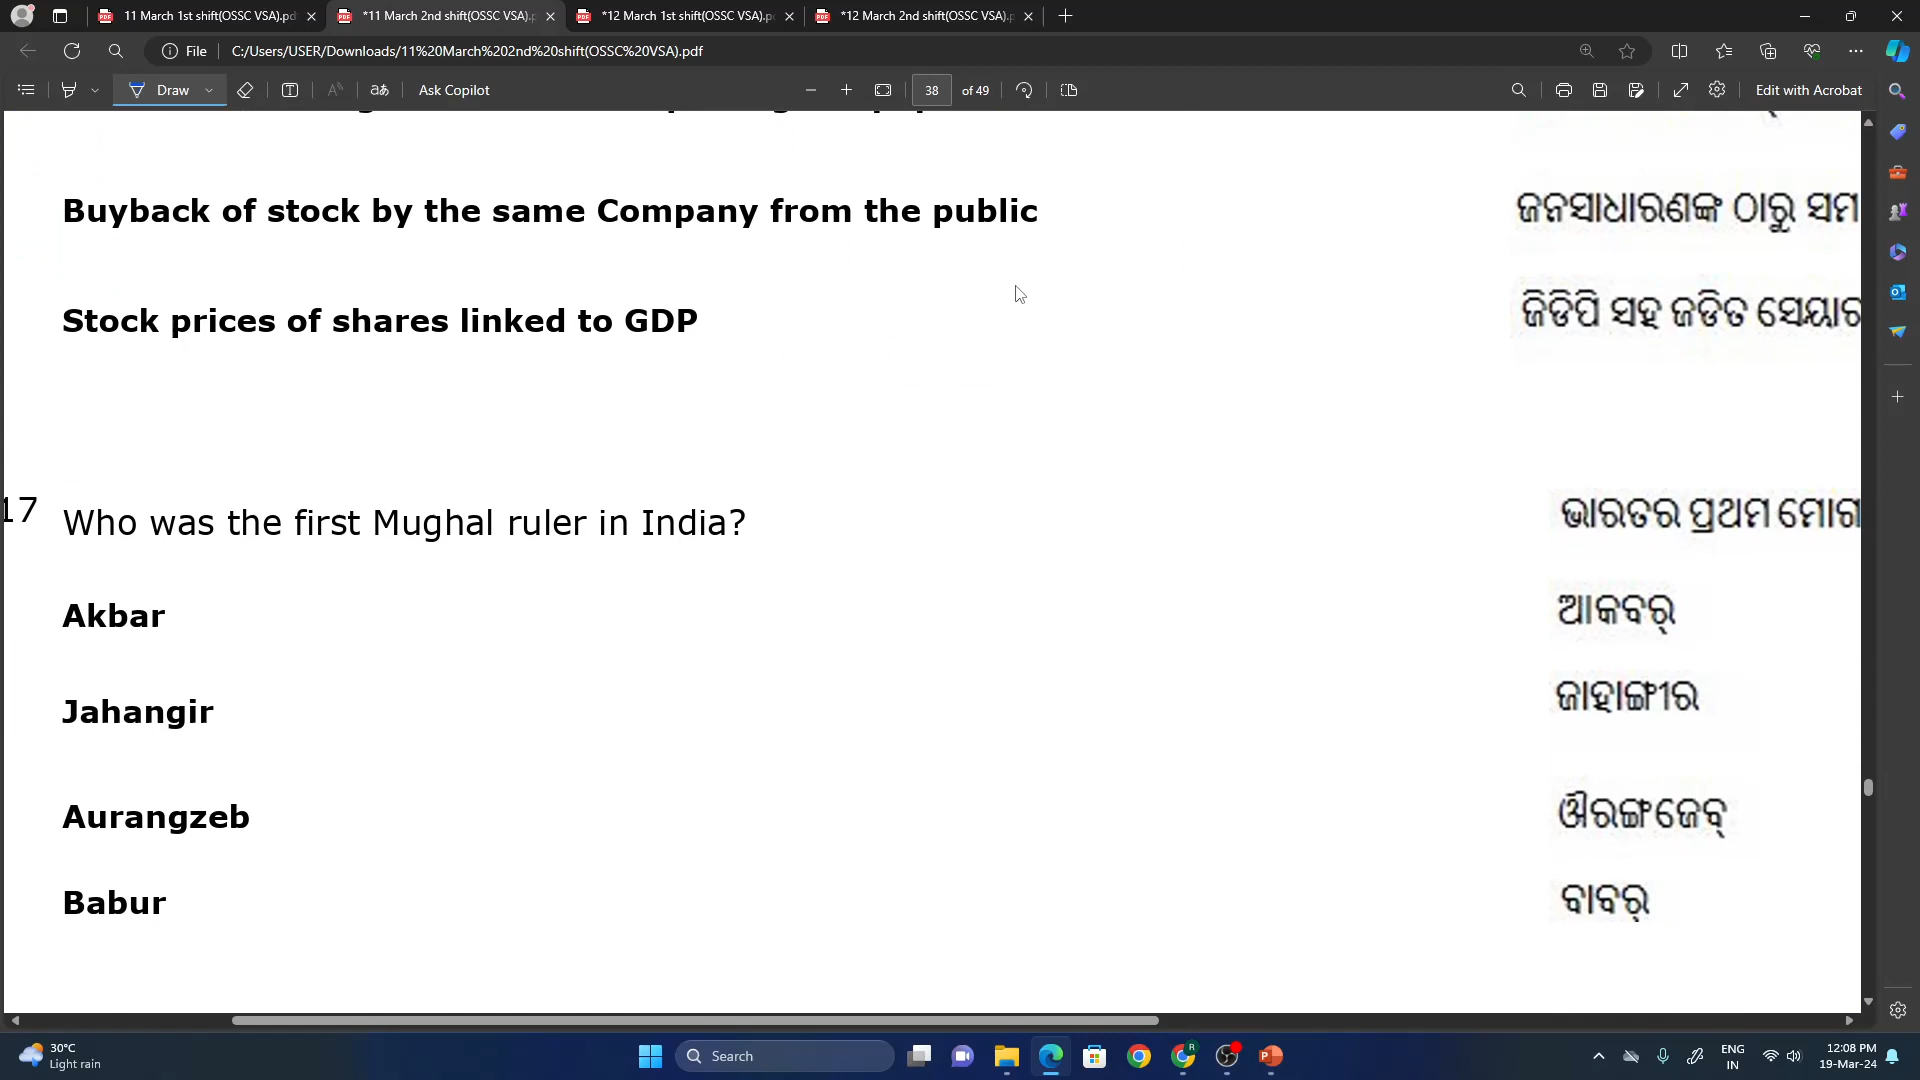 11 March 1st shift(OSSC VSA).pdf
*11 March 2nd shift(OSSC VSA).p
*12 March 1st shift(OSSC VSA).p
*12 March 2nd shift(OSSC VSA).p
File
C:/Users/USER/Downloads/11%20March%202nd%20shift(OSSC%20VSA).pdf
Draw
aあ
Ask Copilot
38 of 49
Edit with Acrobat
Buyback of stock by the same Company from the public
ଜନସାଧାରଣଙ୍କ ଠାରୁ ସମ
Stock prices of shares linked to GDP
ଜିଡିପି ସହ ଜଡିତ ସେୟାର
17 Who was the first Mughal ruler in India?
ଭାରତର ପ୍ରଥମ ମୋଗ
Akbar
ଆକବର୍
Jahangir
ଜାହାଙ୍ଗୀର
Aurangzeb
ଔରଙ୍ଗଜେବ୍
Babur
ବାବର୍
30°C
Light rain
Search
ENG
IN
12:08 PM
19-Mar-24